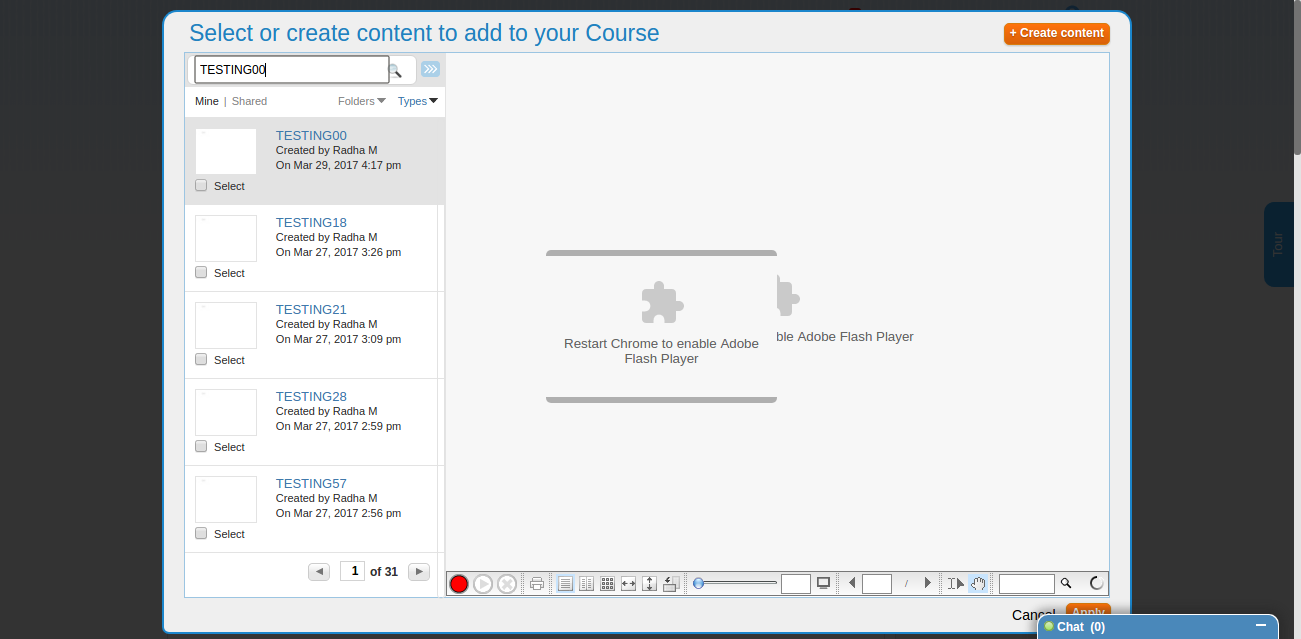 Select or create content to add to your Course
+ Create content
TESTING00
Mine | Shared
Folders
Types
TESTING00
Created by Radha M
On Mar 29, 2017 4:17 pm
Select
TESTING18
Created by Radha M
On Mar 27, 2017 3:26 pm
Select
TESTING21
Created by Radha M
On Mar 27, 2017 3:09 pm
Select
TESTING28
Created by Radha M
On Mar 27, 2017 2:59 pm
Select
TESTING57
Created by Radha M
On Mar 27, 2017 2:56 pm
Select
1 of 31
Restart Chrome to enable Adobe
Flash Player
ble Adobe Flash Player
/
Tour
Cancel
Apply
Chat (0)